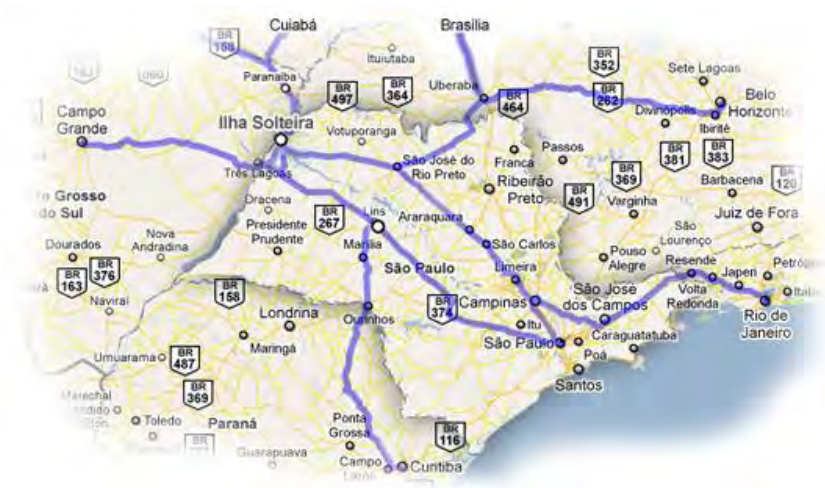 Cuiabá
Brasília
BR
158
Ituiutaba
BR
352
Sete Lagoas
Paranaíba
BR
497
BR
364
Uberaba
BR
464
BR
262
Belo
Horizonte
Divinópolis
Ibirité
Campo
Grande
Ilha Solteira
Votuporanga
BR
381
BR
383
Três Lagoas
São José do
Rio Preto
Franca
Passos
BR
369
BR
120
Barbacena
Ribeirão
Preto
BR
491
Varginha
Juiz de Fora
Dracena
Presidente
Prudente
BR
267
Lins
Araraquara
São Carlos
São
Lourenço
Grosso
do Sul
Nova
Andradina
Dourados
Marília
São Paulo
Limeira
Pouso
Alegre
Resende
Japeri
Petróp
BR
163
BR
376
BR
158
Naviraí
Londrina
Ourinhos
BR
374
Campinas
São José
dos Campos
Volta
Redonda
Rio de
Janeiro
Itu
Caraguatatuba
São Paulo
Poá
Santos
Umuarama
Maringá
BR
487
BR
369
Toledo
Paraná
Ponta
Grossa
BR
116
Guarapuava
Campo
Curitiba